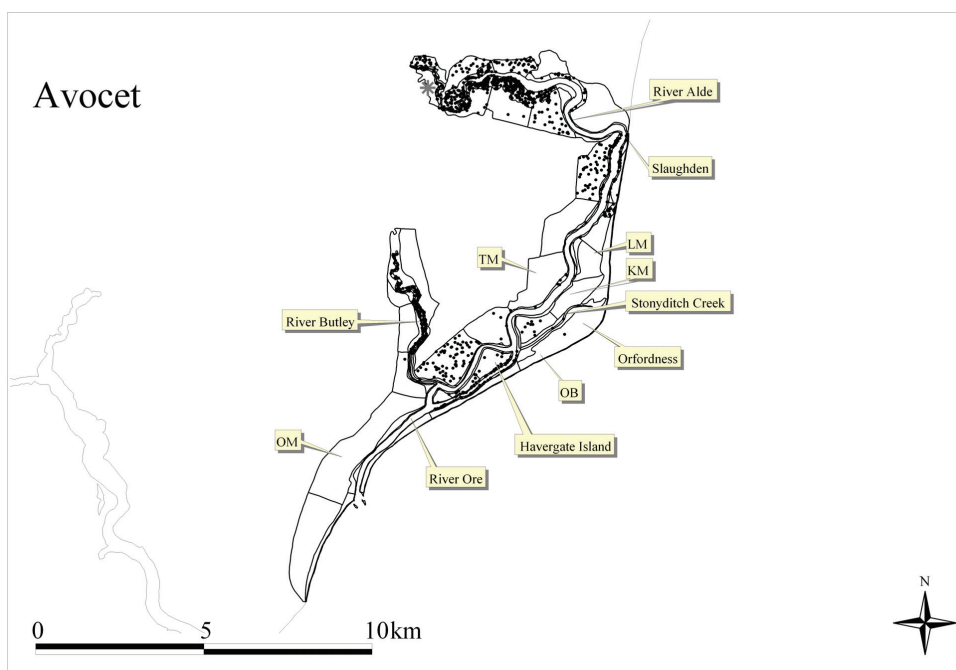 Avocet
River Alde
Slaughden
LM
TM
KM
Stonyditch Creek
River Butley
Orfordness
OB
OM
Havergate Island
River Ore
N
0 5 10km